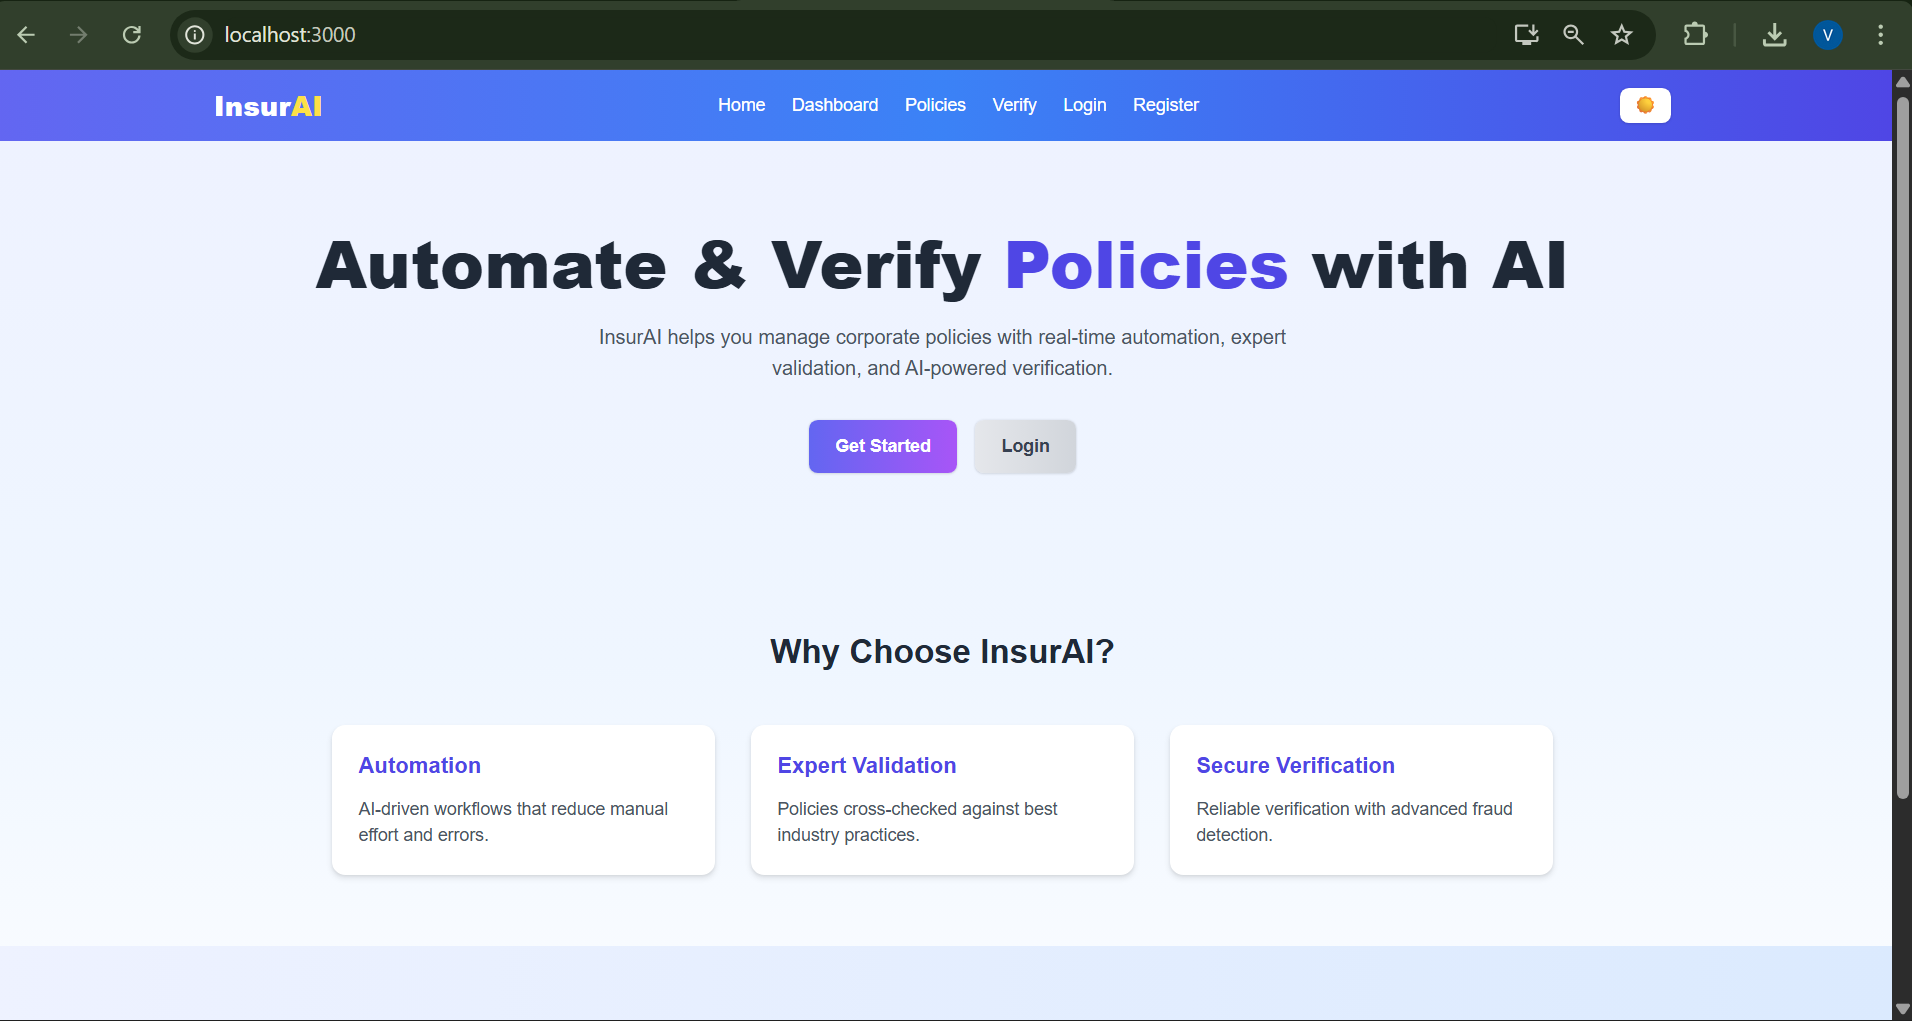 localhost:3000
V
InsurAI
Home Dashboard Policies Verify Login Register
Automate & Verify Policies with AI
InsurAI helps you manage corporate policies with real-time automation, expert
validation, and AI-powered verification.
Get Started Login
Why Choose InsurAI?
Automation
AI-driven workflows that reduce manual
effort and errors.
Expert Validation
Policies cross-checked against best
industry practices.
Secure Verification
Reliable verification with advanced fraud
detection.